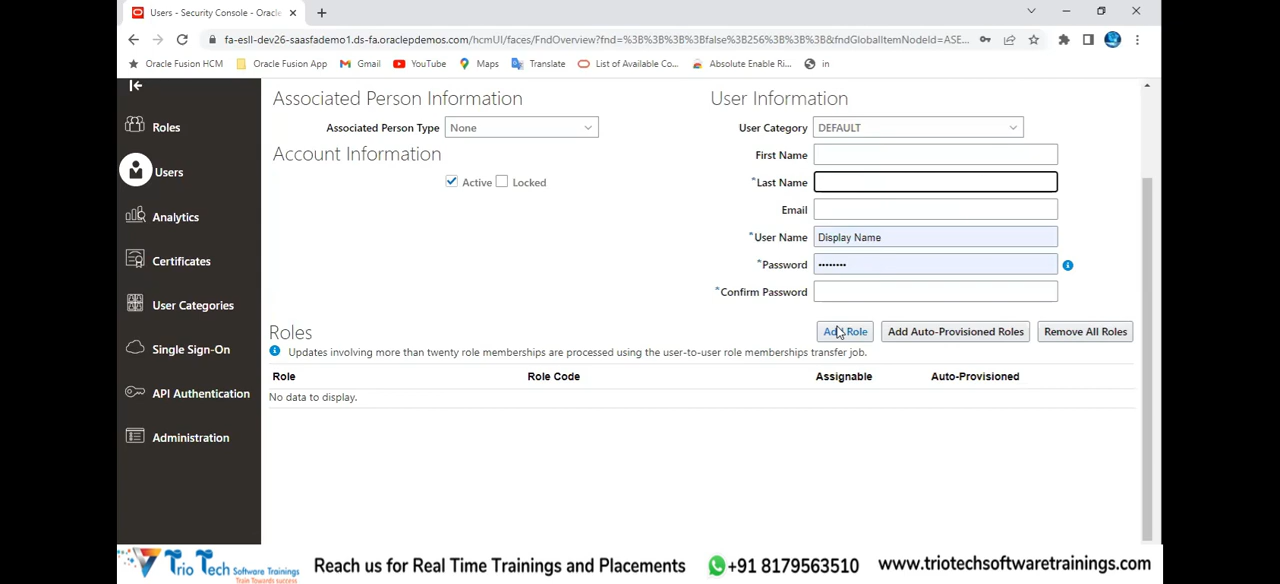 Users - Security Console - Oracle
fa-esll-dev26-saasfademo1.ds-fa.oraclepdemos.com/hcmUI/faces/FndOverview?fnd=%3B%3B%3B%3Bfalse%3B256%3B%3B%3B&fndGlobalItemNodeId=ASE...
Oracle Fusion HCM
Oracle Fusion App
Gmail
YouTube
Maps
Translate
List of Available Co...
Absolute Enable Ri...
in
Roles
Users
Analytics
Certificates
User Categories
Single Sign-On
API Authentication
Administration
Associated Person Information
Associated Person Type None
Account Information
Active Locked
User Information
User Category DEFAULT
First Name
*Last Name
Email
*User Name Display Name
*Password ••••••••
*Confirm Password
Roles
Add Role Add Auto-Provisioned Roles Remove All Roles
Updates involving more than twenty role memberships are processed using the user-to-user role memberships transfer job.
Role Role Code Assignable Auto-Provisioned
No data to display.
Trio Tech
Software Trainings
Train Towards success
Reach us for Real Time Trainings and Placements
+91 8179563510
www.triotechsoftwaretrainings.com